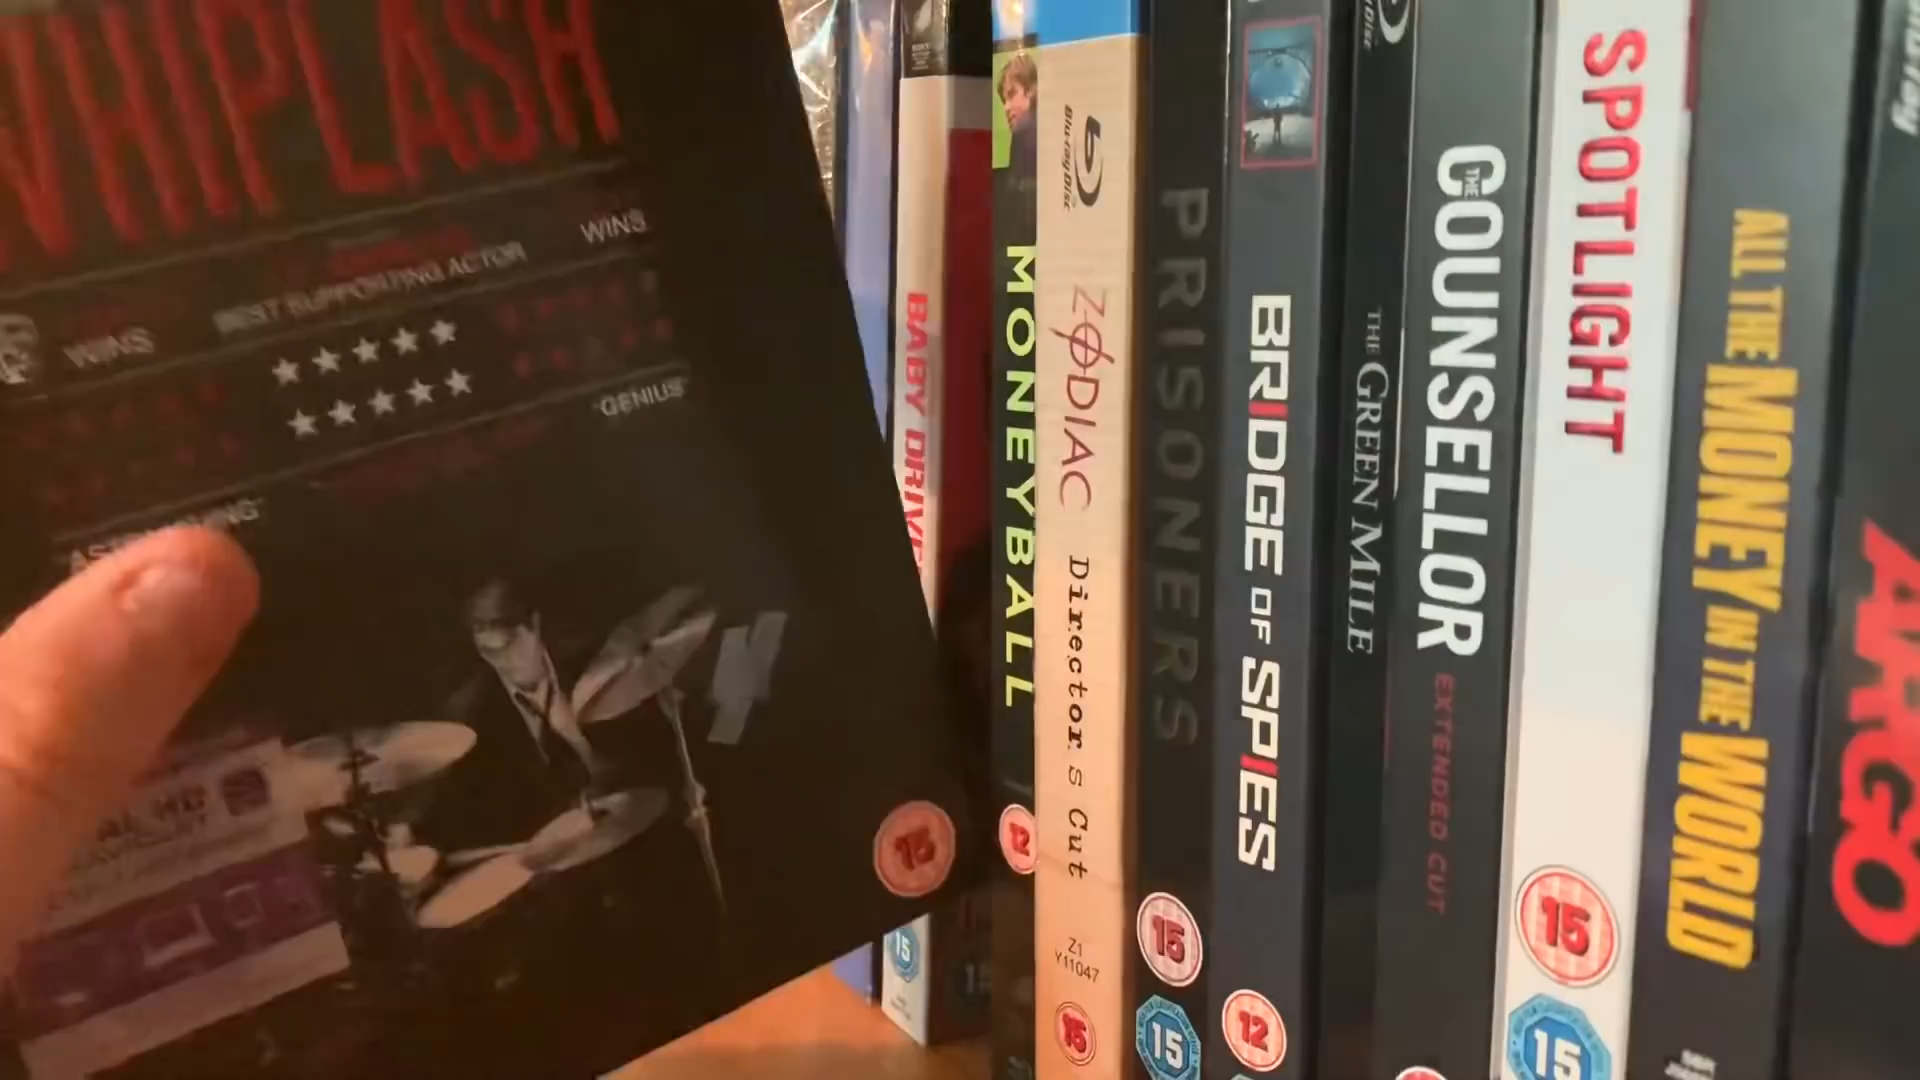 WHIPLASH
WINS
BEST SUPPORTING ACTOR
WINS
"GENIUS"
15
BABY DRIVER
15
MONEYBALL
12
Blu-ray Disc
ZODIAC
Director's Cut
Z1
Y11047
15
PRISONERS
15
15
BRIDGE OF SPIES
12
THE GREEN MILE
THE COUNSELLOR
EXTENDED CUT
SPOTLIGHT
15
15
ALL THE MONEY IN THE WORLD
ARGO